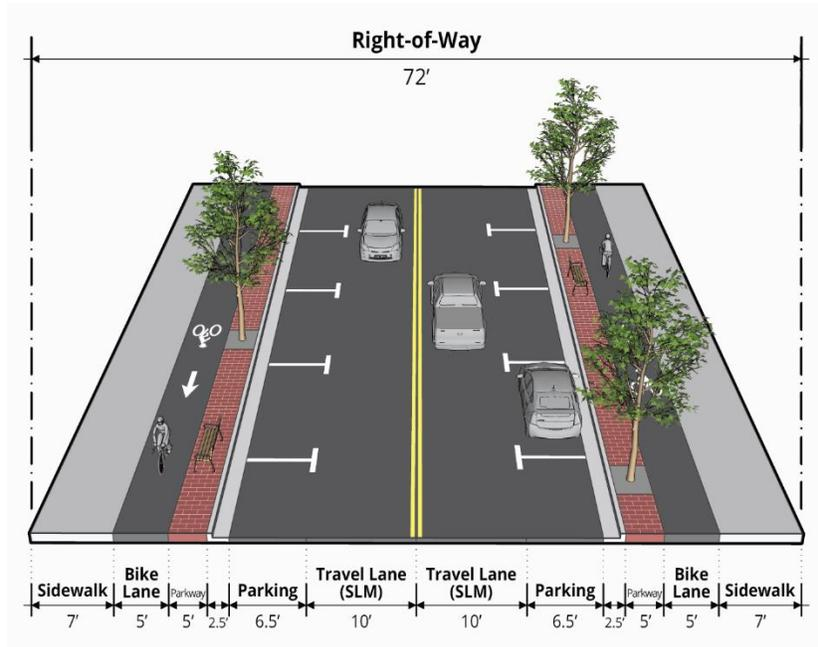 Right-of-Way
72'
Sidewalk
Bike
Lane
Parkway
Parking
Travel Lane
(SLM)
Travel Lane
(SLM)
Parking
Parkway
Bike
Lane
Sidewalk
7'
5'
5'
2.5'
6.5'
10'
10'
6.5'
2.5'
5'
5'
7'